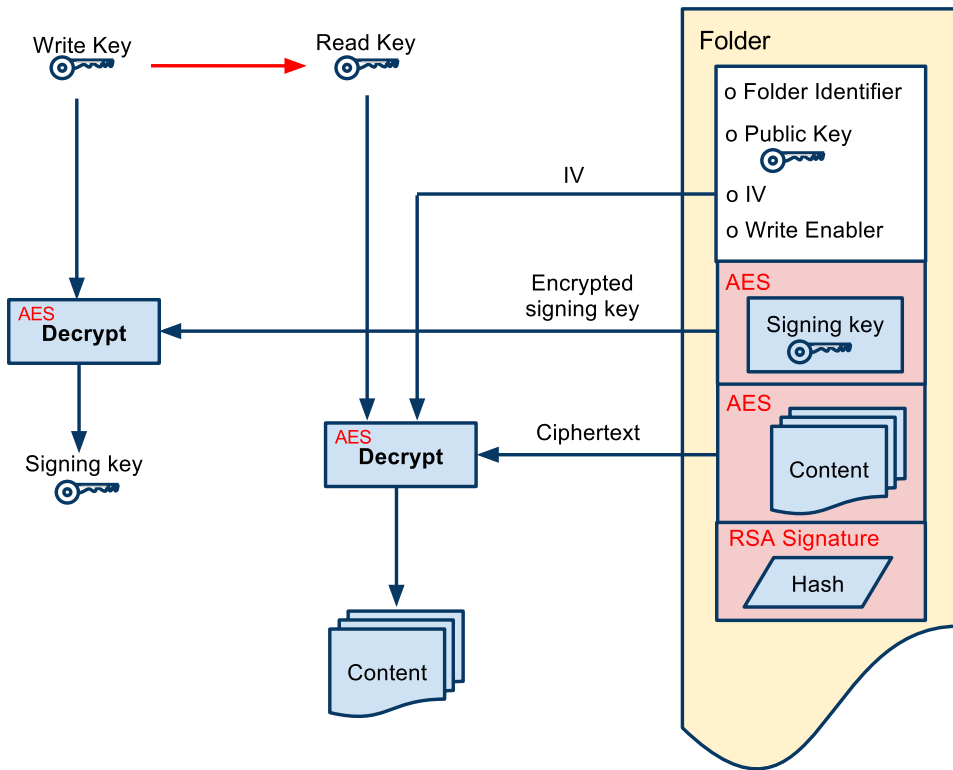 Write Key
Read Key
Folder
o Folder Identifier
o Public Key
o IV
o Write Enabler
IV
AES
Signing key
Encrypted
signing key
AES
Decrypt
Signing key
AES
Content
Ciphertext
AES
Decrypt
RSA Signature
Hash
Content